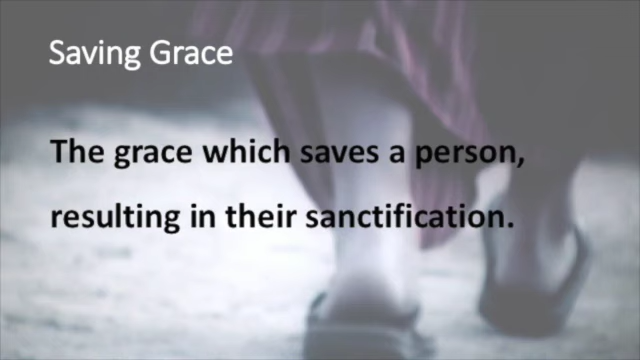 Saving Grace
The grace which saves a person,
resulting in their sanctification.